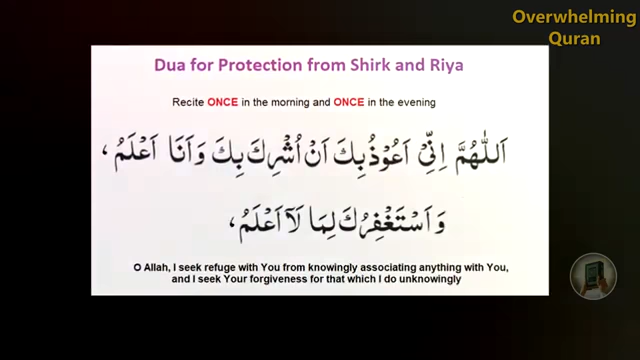 Overwhelming
Quran
Dua for Protection from Shirk and Riya
Recite ONCE in the morning and ONCE in the evening
اَللّٰهُمَّ اِنِّىْ اَعُوْذُ بِكَ اَنْ اُشْرِكَ بِكَ وَ اَنَا اَعْلَمُ ،
وَ اَسْتَغْفِرُكَ لِمَا لَآ اَعْلَمُ ،
O Allah, I seek refuge with You from knowingly associating anything with You,
and I seek Your forgiveness for that which I do unknowingly